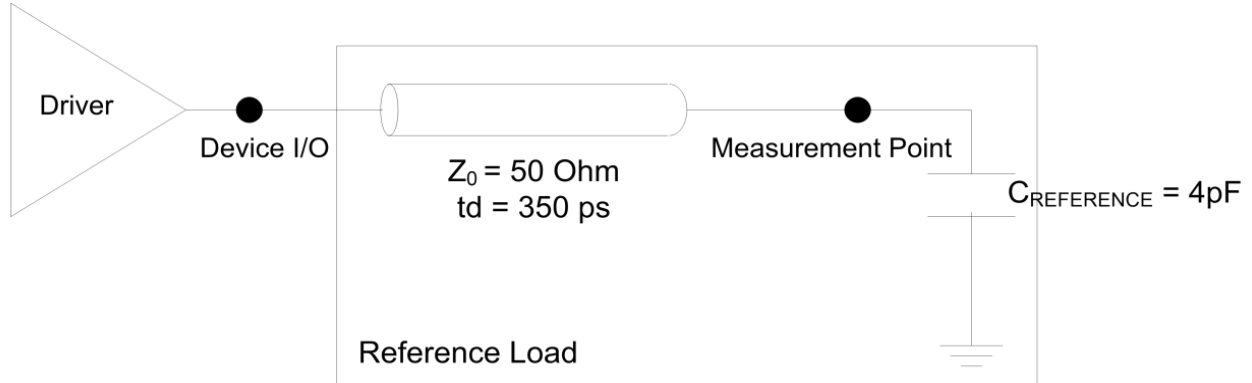 Driver
Device I/O
Measurement Point
Z₀ = 50 Ohm
td = 350 ps
C_REFERENCE = 4pF
Reference Load